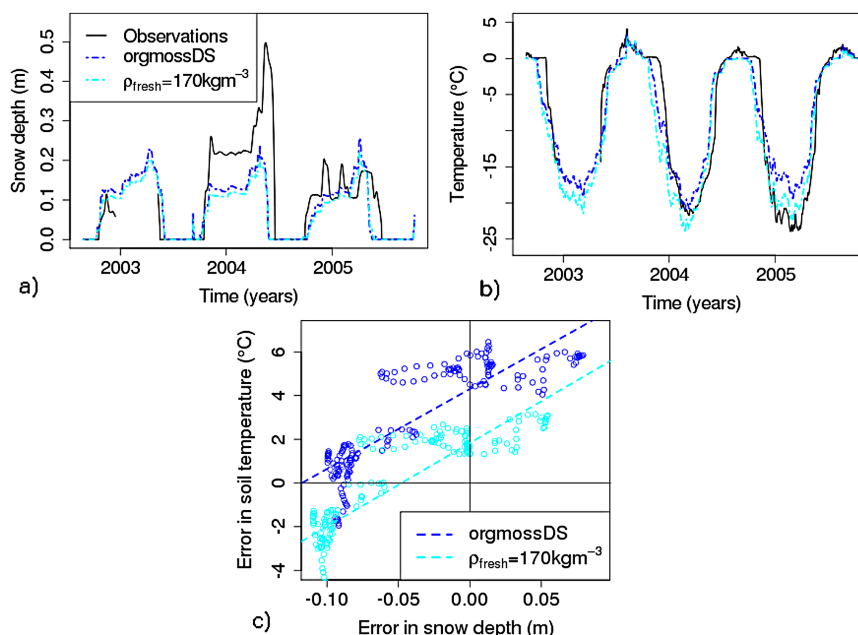 Observations
orgmossDS
ρfresh=170kgm−3
Snow depth (m)
0.5
0.4
0.3
0.2
0.1
0.0
2003 2004 2005
Time (years)
a)
Temperature (°C)
5
0
-15
-25
2003 2004 2005
Time (years)
b)
Error in soil temperature (°C)
6
4
2
0
-2
-4
orgmossDS
ρfresh=170kgm−3
-0.10 -0.05 0.00 0.05
Error in snow depth (m)
c)